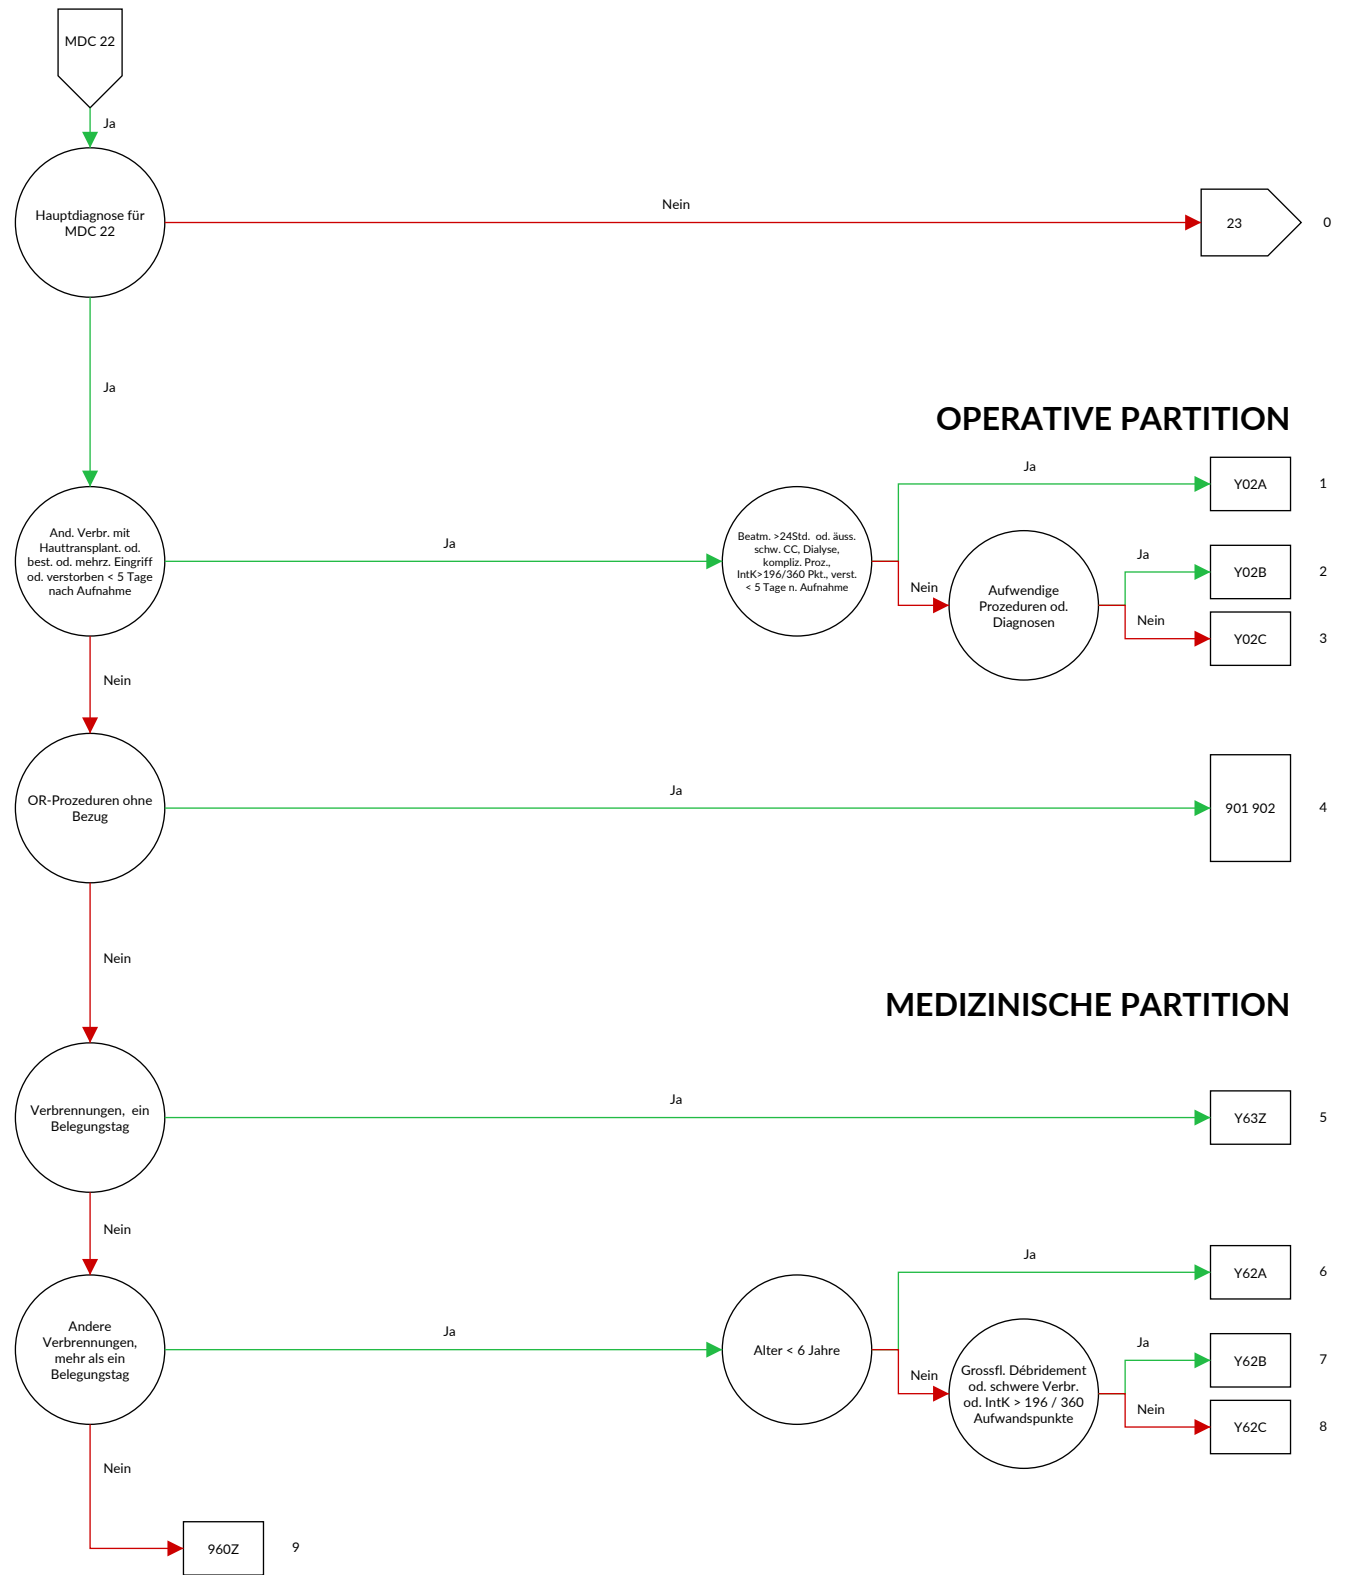 MDC 22
Ja
Hauptdiagnose für
MDC 22
Nein
23
0
Ja
OPERATIVE PARTITION
And. Verbr. mit
Hauttransplant. od.
best. od. mehrz. Eingriff
od. verstorben < 5 Tage
nach Aufnahme
Ja
Beatm. >24Std. od. äuss.
schw. CC, Dialyse,
kompliz. Proz.,
IntK>196/360 Pkt., verst.
< 5 Tage n. Aufnahme
Ja
Y02A
1
Nein
Aufwendige
Prozeduren od.
Diagnosen
Ja
Y02B
2
Nein
Y02C
3
Nein
OR-Prozeduren ohne
Bezug
Ja
901 902
4
Nein
MEDIZINISCHE PARTITION
Verbrennungen, ein
Belegungstag
Ja
Y63Z
5
Nein
Andere
Verbrennungen,
mehr als ein
Belegungstag
Ja
Alter < 6 Jahre
Ja
Y62A
6
Nein
Grossfl. Débridement
od. schwere Verbr.
od. IntK > 196 / 360
Aufwandspunkte
Ja
Y62B
7
Nein
Y62C
8
Nein
960Z
9